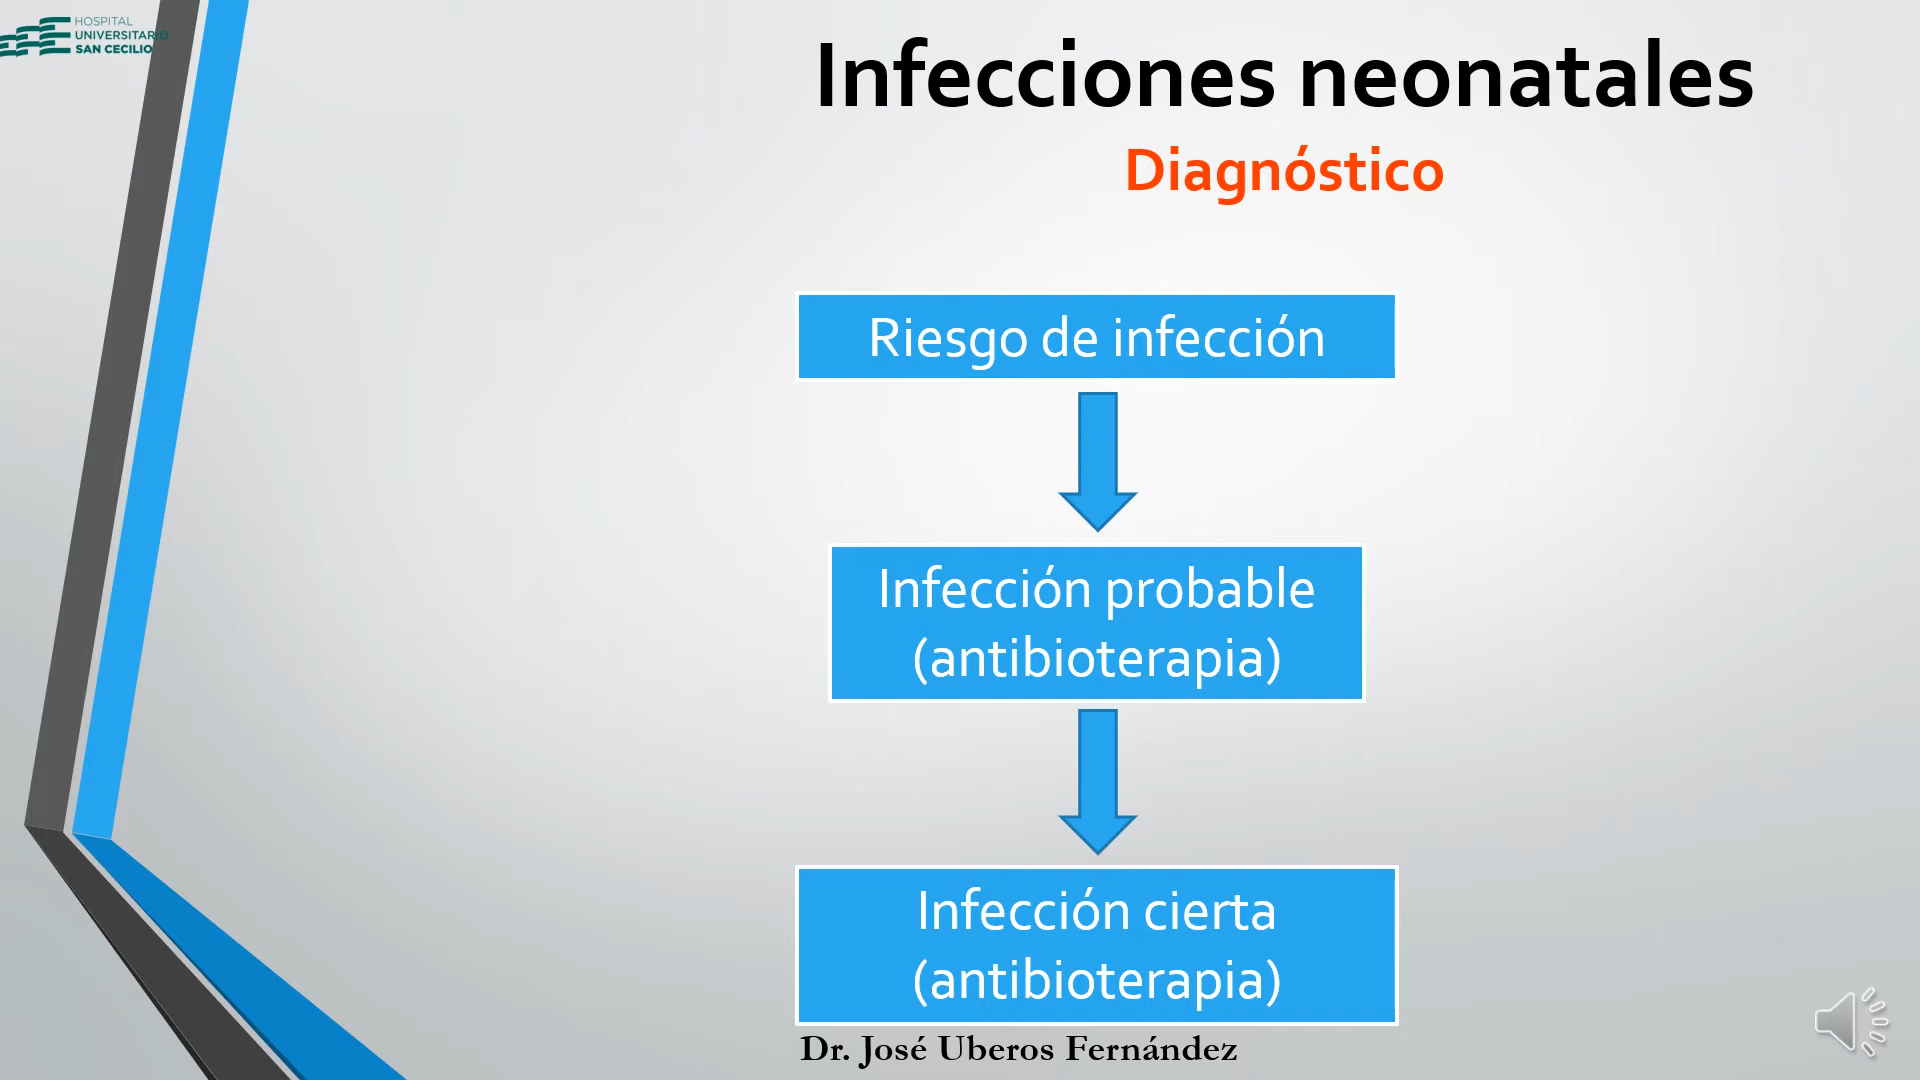 HOSPITAL
UNIVERSITARIO
SAN CECILIO
Infecciones neonatales
Diagnóstico
Riesgo de infección
Infección probable
(antibioterapia)
Infección cierta
(antibioterapia)
Dr. José Uberos Fernández